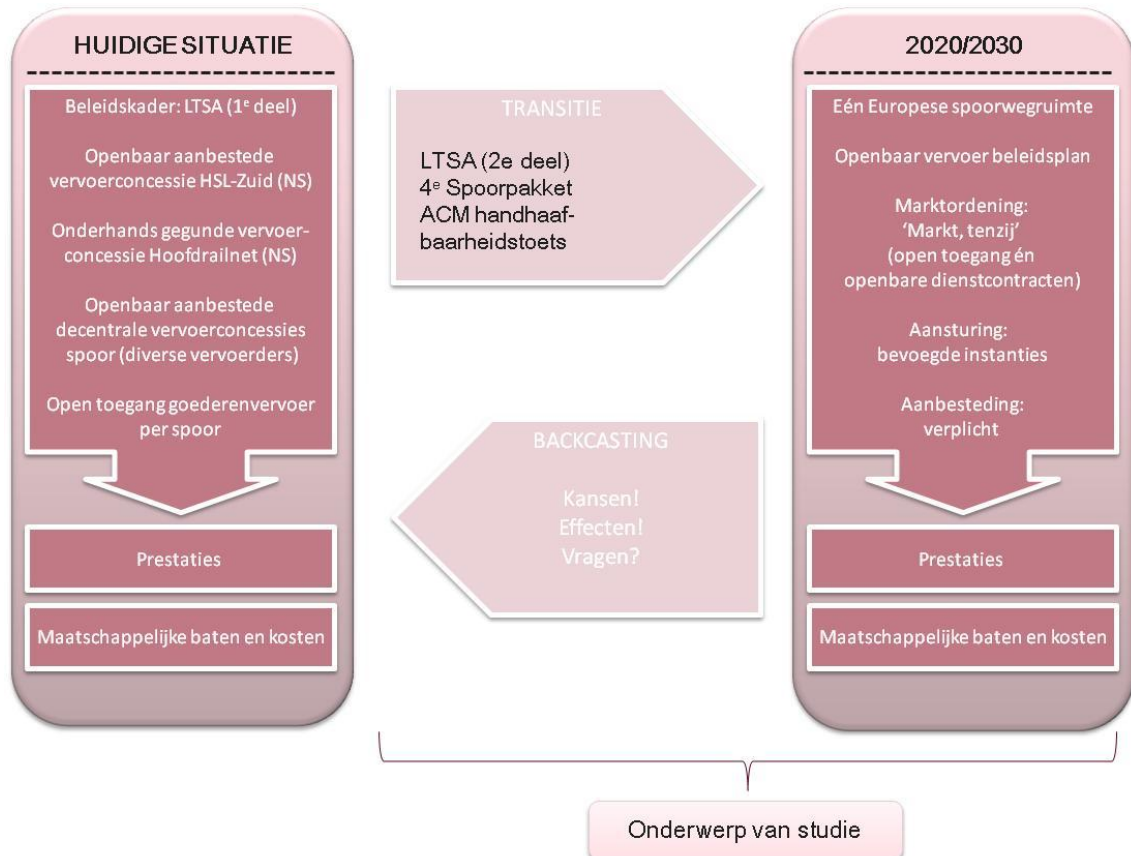 HUIDIGE SITUATIE
Beleidskader: LTSA (1e deel)
Openbaar aanbestede
vervoerconcessie HSL-Zuid (NS)
Onderhands gegunde vervoer-
concessie Hoofdrailnet (NS)
Openbaar aanbestede
decentrale vervoerconcessies
spoor (diverse vervoerders)
Open toegang goederenvervoer
per spoor
Prestaties
Maatschappelijke baten en kosten
TRANSITIE
LTSA (2e deel)
4e Spoorpakket
ACM handhaaf-
baarheidstoets
BACKCASTING
Kansen!
Effecten!
Vragen?
2020/2030
Eén Europese spoorwegruimte
Openbaar vervoer beleidsplan
Marktordening:
'Markt, tenzij'
(open toegang én
openbare dienstcontracten)
Aansturing:
bevoegde instanties
Aanbesteding:
verplicht
Prestaties
Maatschappelijke baten en kosten
Onderwerp van studie